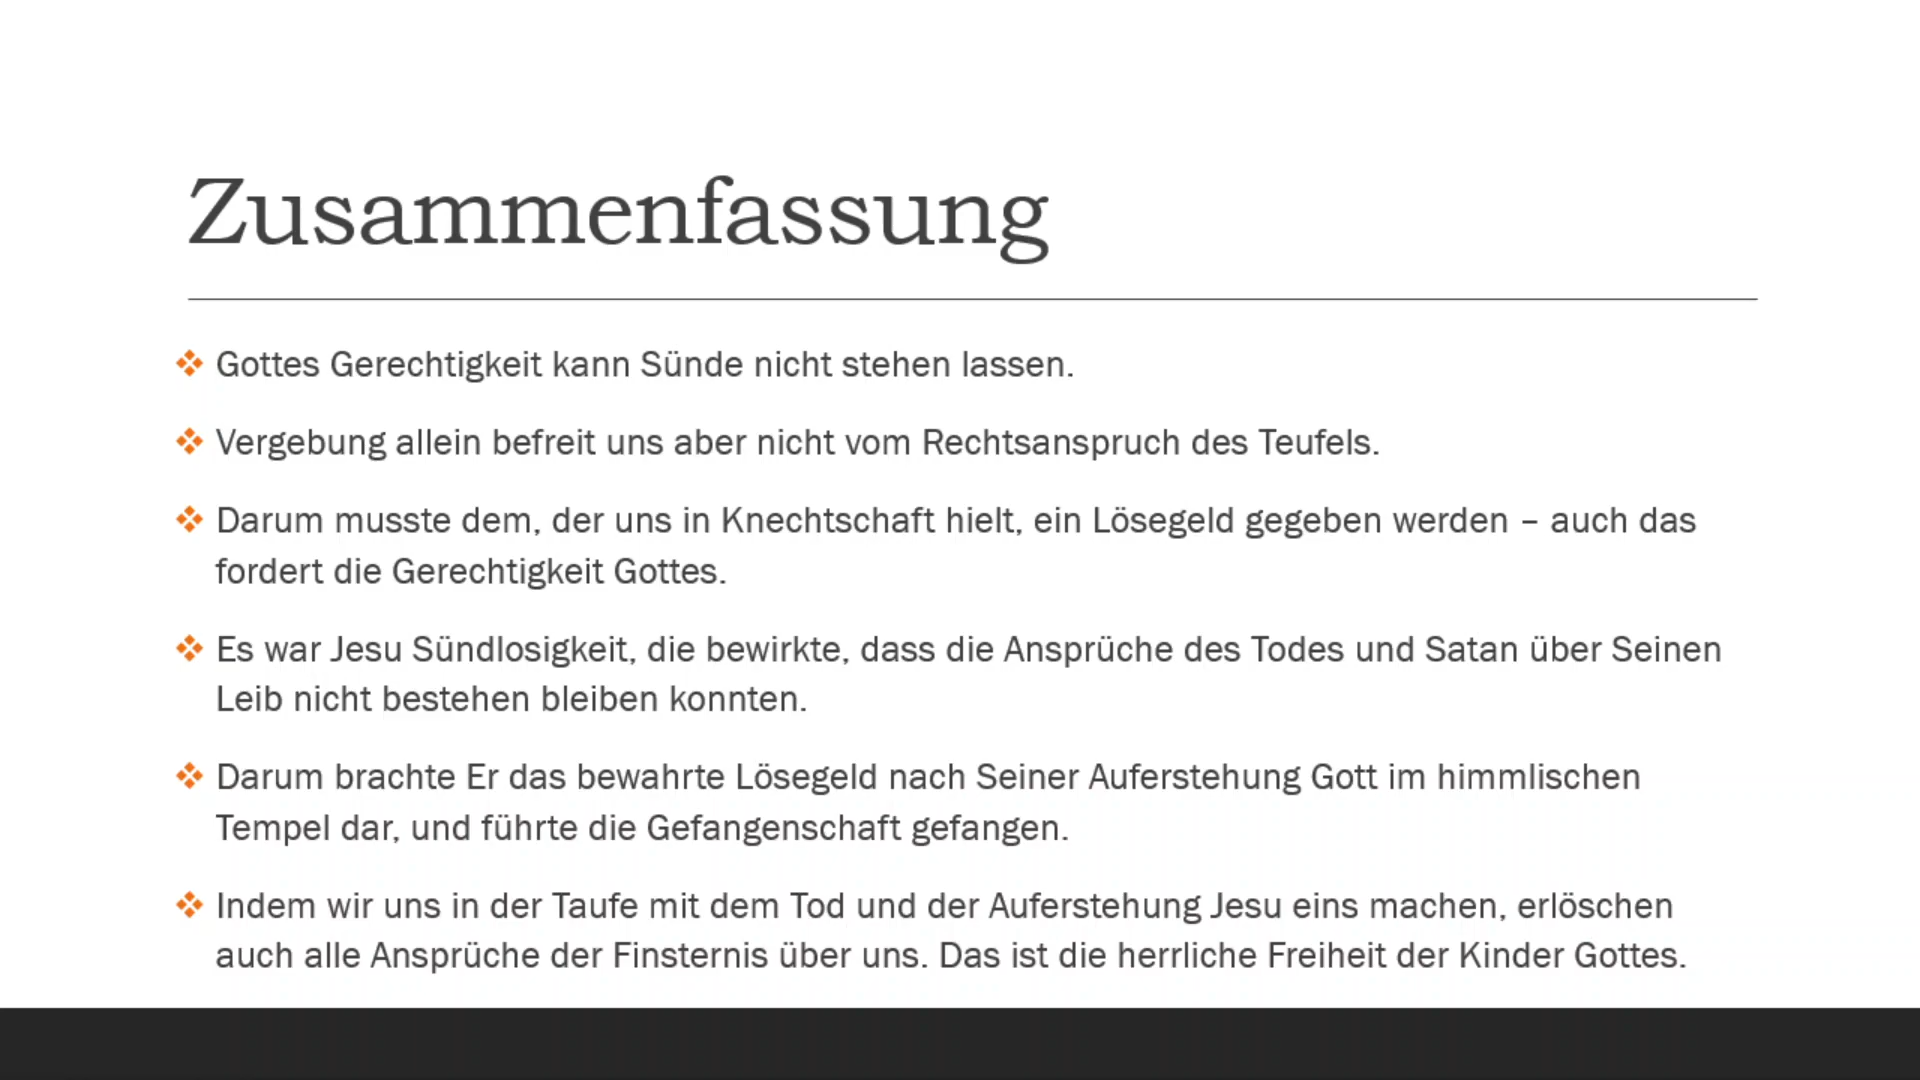 Zusammenfassung
Gottes Gerechtigkeit kann Sünde nicht stehen lassen.
Vergebung allein befreit uns aber nicht vom Rechtsanspruch des Teufels.
Darum musste dem, der uns in Knechtschaft hielt, ein Lösegeld gegeben werden – auch das
fordert die Gerechtigkeit Gottes.
Es war Jesu Sündlosigkeit, die bewirkte, dass die Ansprüche des Todes und Satan über Seinen
Leib nicht bestehen bleiben konnten.
Darum brachte Er das bewahrte Lösegeld nach Seiner Auferstehung Gott im himmlischen
Tempel dar, und führte die Gefangenschaft gefangen.
Indem wir uns in der Taufe mit dem Tod und der Auferstehung Jesu eins machen, erlöschen
auch alle Ansprüche der Finsternis über uns. Das ist die herrliche Freiheit der Kinder Gottes.